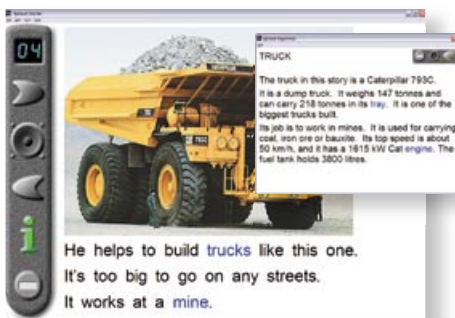 04
793C
He helps to build trucks like this one.
It's too big to go on any streets.
It works at a mine.
TRUCK
The truck in this story is a Caterpillar 793C.
It is a dump truck. It weighs 147 tonnes and
can carry 218 tonnes in its tray. It is one of the
biggest trucks built.
Its job is to work in mines. It is used for carrying
coal, iron ore or bauxite. Its top speed is about
50 km/h, and it has a 1615 kW Cat engine. The
fuel tank holds 3800 litres.